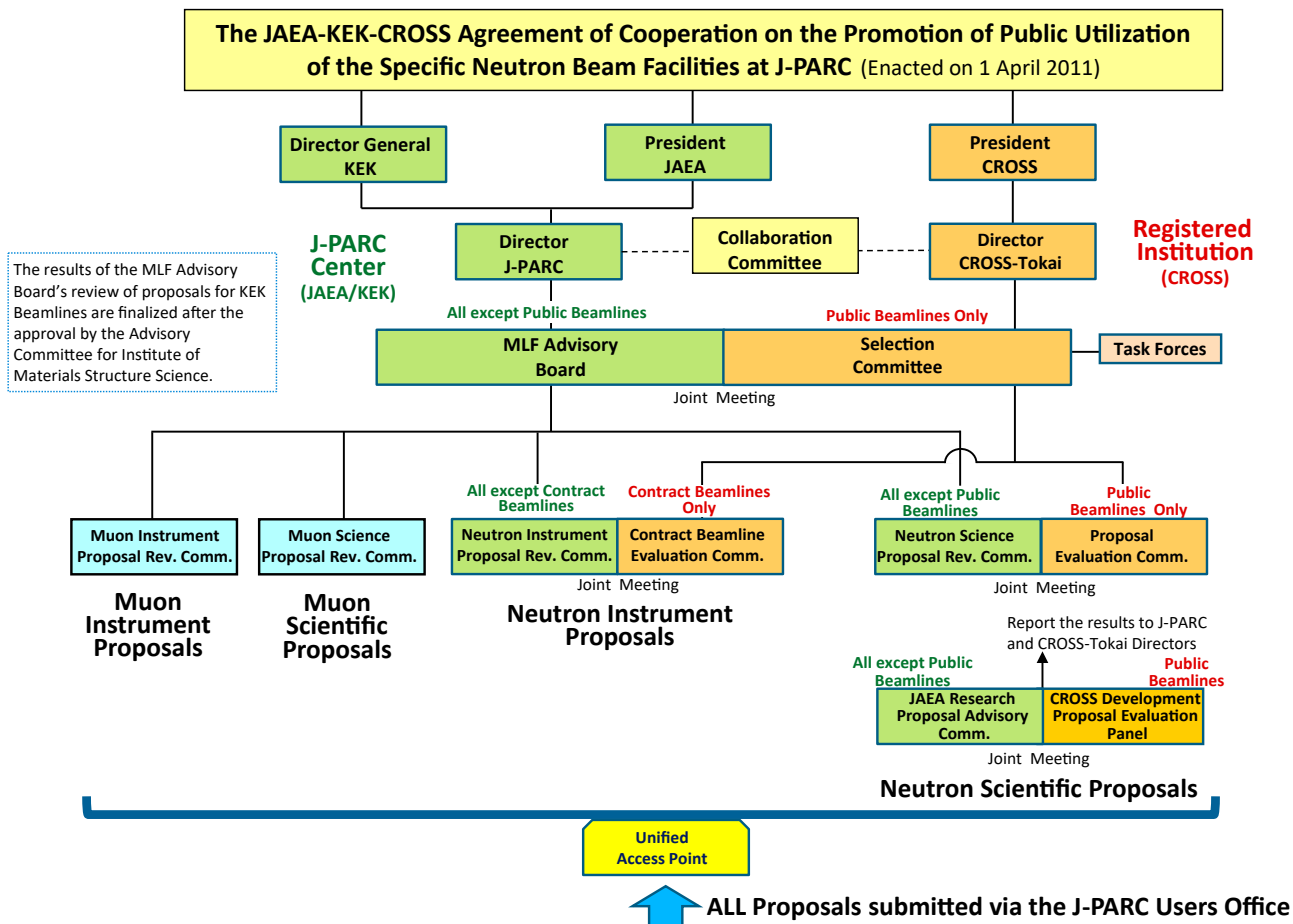 The JAEA-KEK-CROSS Agreement of Cooperation on the Promotion of Public Utilization
of the Specific Neutron Beam Facilities at J-PARC (Enacted on 1 April 2011)
Director General
KEK
President
JAEA
President
CROSS
J-PARC
Center
(JAEA/KEK)
Director
J-PARC
Collaboration
Committee
Director
CROSS-Tokai
Registered
Institution
(CROSS)
The results of the MLF Advisory
Board's review of proposals for KEK
Beamlines are finalized after the
approval by the Advisory
Committee for Institute of
Materials Structure Science.
All except Public Beamlines
Public Beamlines Only
MLF Advisory
Board
Selection
Committee
Task Forces
Joint Meeting
All except Contract
Beamlines
Contract Beamlines
Only
All except Public
Beamlines
Public
Beamlines Only
Muon Instrument
Proposal Rev. Comm.
Muon Science
Proposal Rev. Comm.
Neutron Instrument
Proposal Rev. Comm.
Contract Beamline
Evaluation Comm.
Neutron Science
Proposal Rev. Comm.
Proposal
Evaluation Comm.
Joint Meeting
Joint Meeting
Muon
Instrument
Proposals
Muon
Scientific
Proposals
Neutron Instrument
Proposals
Report the results to J-PARC
and CROSS-Tokai Directors
All except Public
Beamlines
Public
Beamlines
JAEA Research
Proposal Advisory
Comm.
CROSS Development
Proposal Evaluation
Panel
Joint Meeting
Neutron Scientific Proposals
Unified
Access Point
ALL Proposals submitted via the J-PARC Users Office